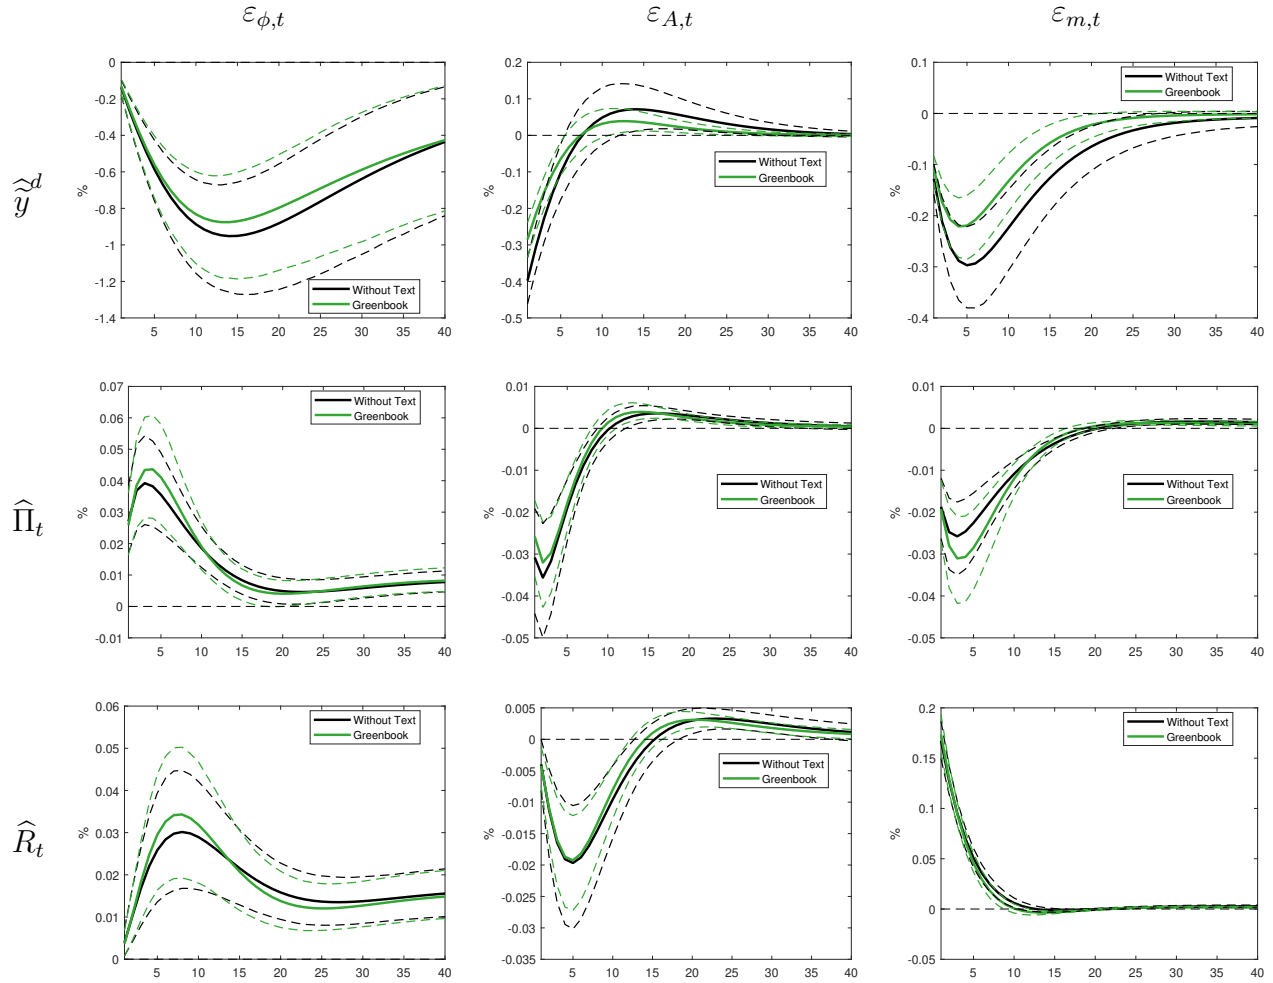 ε_{ϕ,t} ε_{A,t} ε_{m,t}
0 0.2 0.1
-0.2 0.1 0
-0.4 0 -0.1
-0.6 -0.1 -0.2
-0.8 -0.2 -0.3
-1 -0.3 -0.4
-1.2 -0.4
-1.4 -0.5
% % %
Without Text
Greenbook
Without Text
Greenbook
Without Text
Greenbook
5 10 15 20 25 30 35 40
5 10 15 20 25 30 35 40
5 10 15 20 25 30 35 40
\widehat{\widetilde{y}}^d
0.07 0.01 0.01
0.06 0 0
0.05 -0.01 -0.01
0.04 -0.02 -0.02
0.03 -0.03 -0.03
0.02 -0.04 -0.04
0.01 -0.05 -0.05
0
-0.01
% % %
Without Text
Greenbook
Without Text
Greenbook
Without Text
Greenbook
5 10 15 20 25 30 35 40
5 10 15 20 25 30 35 40
5 10 15 20 25 30 35 40
\widehat{Π}_t
0.06 0.005 0.2
0.05 0 0.15
0.04 -0.005 0.1
0.03 -0.01 0.05
0.02 -0.015 0
0.01 -0.02 -0.05
0 -0.025
-0.03
-0.035
% % %
Without Text
Greenbook
Without Text
Greenbook
Without Text
Greenbook
5 10 15 20 25 30 35 40
5 10 15 20 25 30 35 40
5 10 15 20 25 30 35 40
\widehat{R}_t